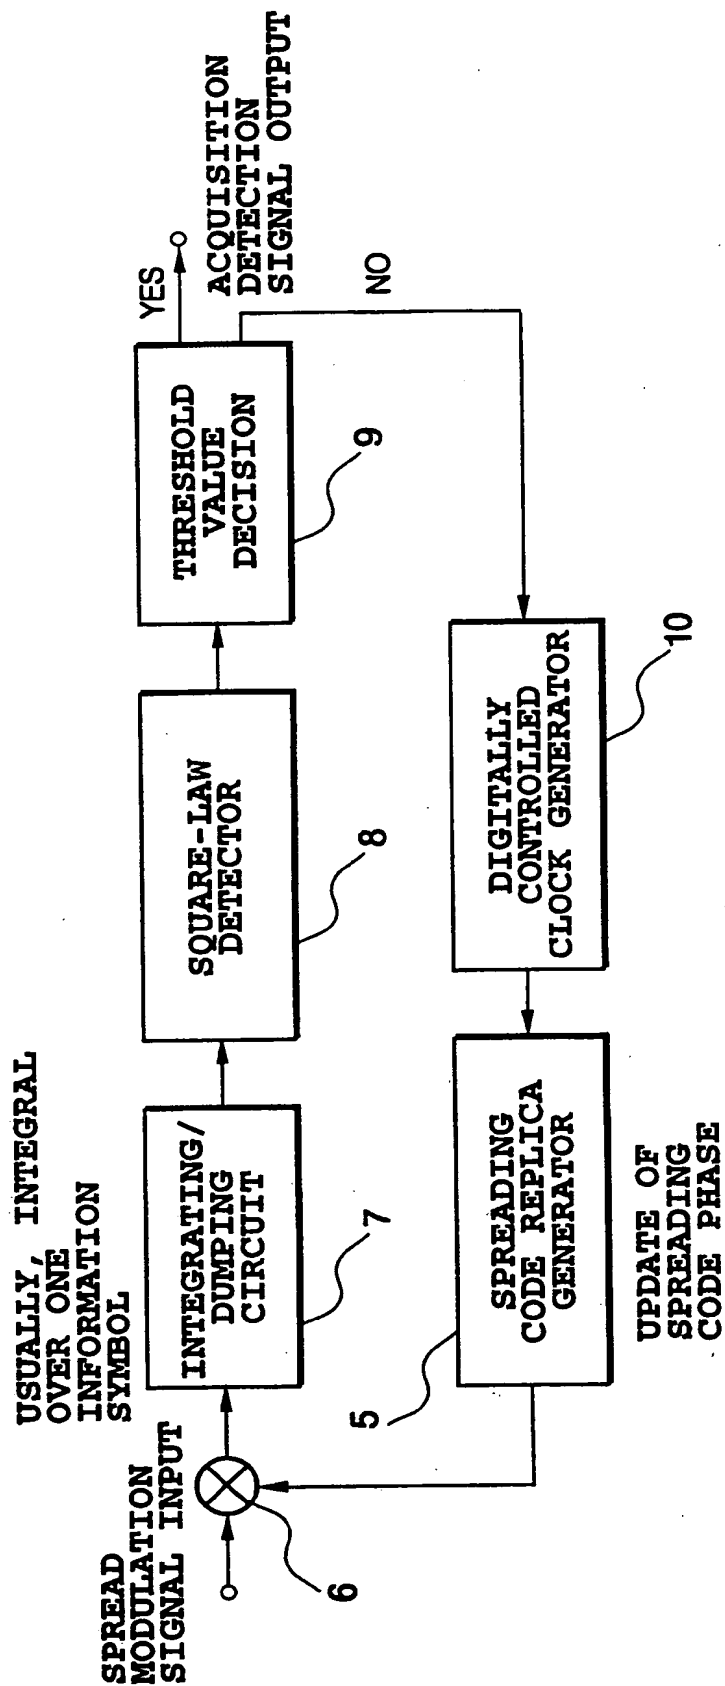 USUALLY, INTEGRAL
OVER ONE
INFORMATION
SYMBOL
SPREAD
MODULATION
SIGNAL INPUT
6
INTEGRATING/
DUMPING
CIRCUIT
7
SQUARE-LAW
DETECTOR
8
THRESHOLD
VALUE
DECISION
9
YES
ACQUISITION
DETECTION
SIGNAL OUTPUT
NO
5
SPREADING
CODE REPLICA
GENERATOR
UPDATE OF
SPREADING
CODE PHASE
DIGITALLY
CONTROLLED
CLOCK GENERATOR
10